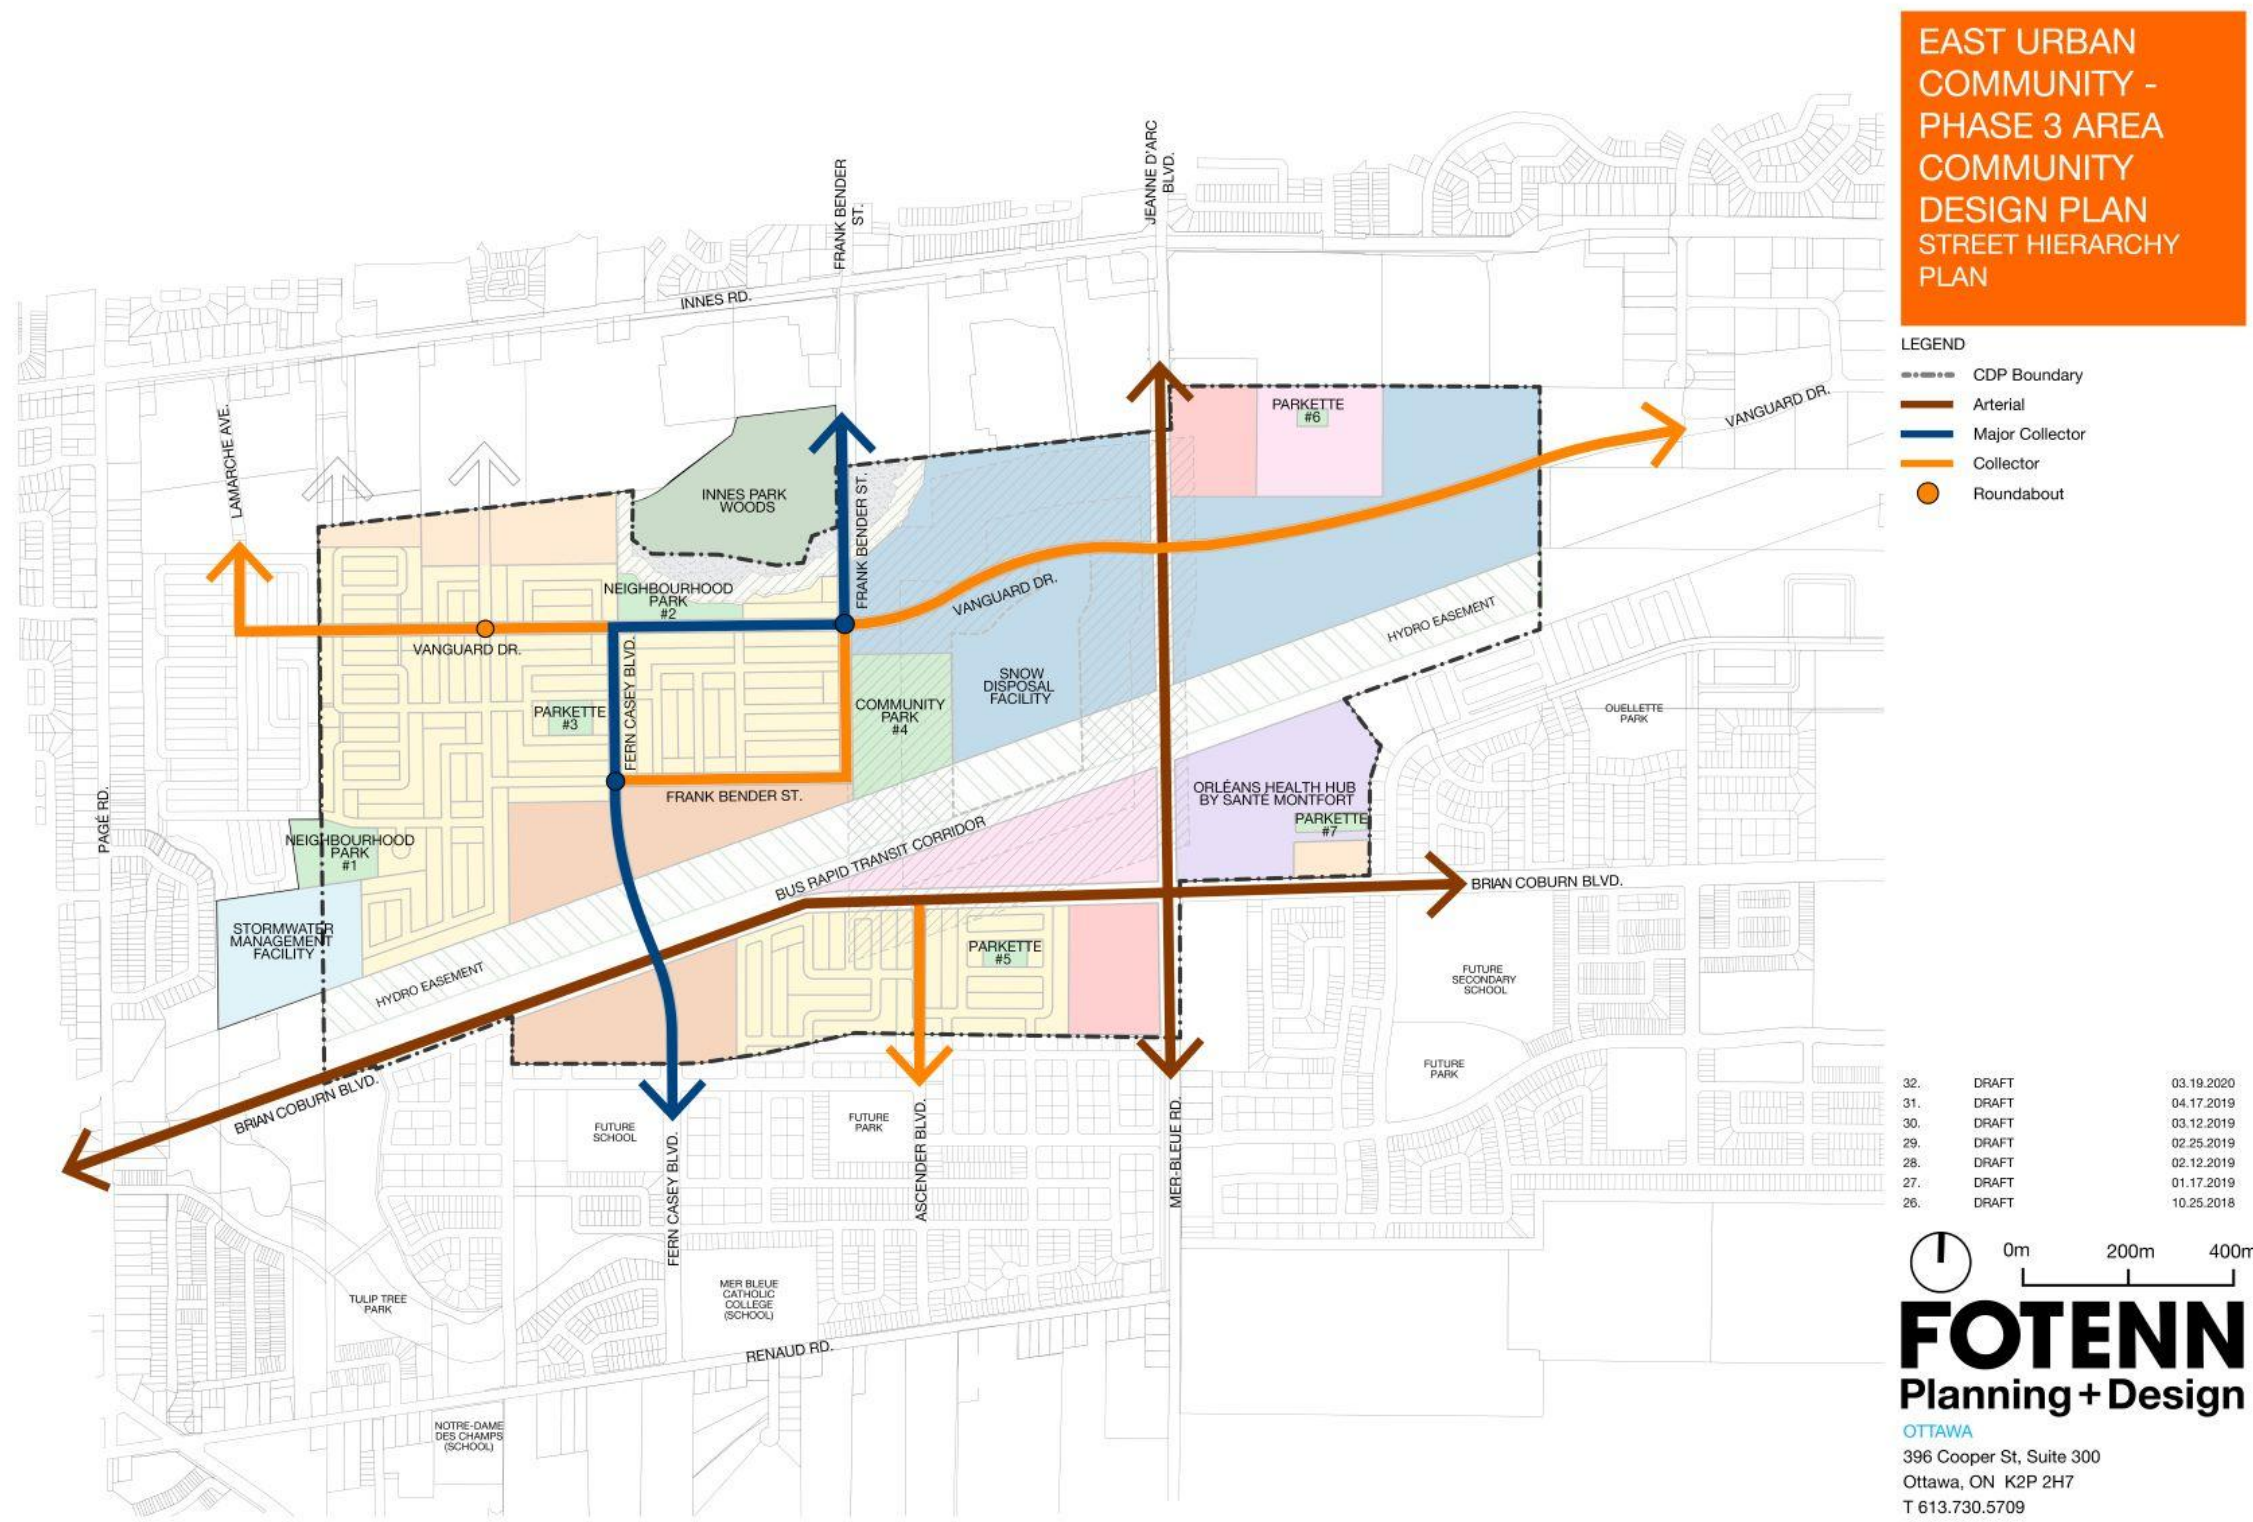 EAST URBAN
COMMUNITY -
PHASE 3 AREA
COMMUNITY
DESIGN PLAN
STREET HIERARCHY
PLAN
LEGEND
CDP Boundary
Arterial
Major Collector
Collector
Roundabout
FRANK BENDER
ST.
JEANNE D'ARC
BLVD.
INNES RD.
LAMARCHE AVE.
PARKETTE
#6
VANGUARD DR.
INNES PARK
WOODS
FRANK BENDER ST.
NEIGHBOURHOOD
PARK
#2
VANGUARD DR.
VANGUARD DR.
HYDRO EASEMENT
FERN CASEY BLVD.
PARKETTE
#3
COMMUNITY
PARK
#4
SNOW
DISPOSAL
FACILITY
OUELLETTE
PARK
FRANK BENDER ST.
ORLÉANS HEALTH HUB
BY SANTÉ MONTFORT
PARKETTE
#7
PAGÉ RD.
NEIGHBOURHOOD
PARK
#1
BUS RAPID TRANSIT CORRIDOR
BRIAN COBURN BLVD.
STORMWATER
MANAGEMENT
FACILITY
HYDRO EASEMENT
PARKETTE
#5
FUTURE
SECONDARY
SCHOOL
FUTURE
PARK
BRIAN COBURN BLVD.
FUTURE
SCHOOL
FUTURE
PARK
FERN CASEY BLVD.
ASCENDER BLVD.
MER-BLEUE RD.
TULIP TREE
PARK
MER BLEUE
CATHOLIC
COLLEGE
(SCHOOL)
RENAUD RD.
NOTRE-DAME
DES CHAMPS
(SCHOOL)
32. DRAFT 03.19.2020
31. DRAFT 04.17.2019
30. DRAFT 03.12.2019
29. DRAFT 02.25.2019
28. DRAFT 02.12.2019
27. DRAFT 01.17.2019
26. DRAFT 10.25.2018
0m 200m 400m
FOTENN
Planning + Design
OTTAWA
396 Cooper St, Suite 300
Ottawa, ON K2P 2H7
T 613.730.5709